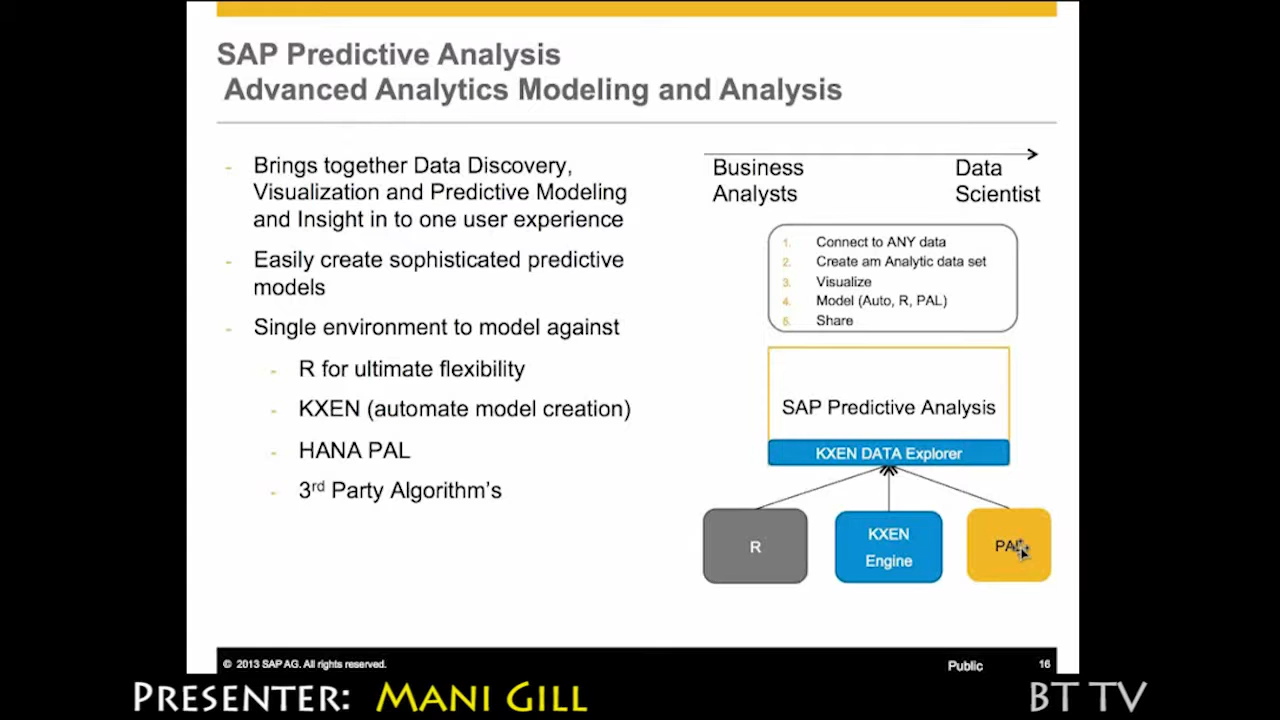 SAP Predictive Analysis
Advanced Analytics Modeling and Analysis
- Brings together Data Discovery,
Visualization and Predictive Modeling
and Insight in to one user experience
- Easily create sophisticated predictive
models
- Single environment to model against
- R for ultimate flexibility
- KXEN (automate model creation)
- HANA PAL
- 3rd Party Algorithm's
Business
Analysts
Data
Scientist
1. Connect to ANY data
2. Create am Analytic data set
3. Visualize
4. Model (Auto, R, PAL)
5. Share
SAP Predictive Analysis
KXEN DATA Explorer
R
KXEN
Engine
PAL
© 2013 SAP AG. All rights reserved.
Public
16
PRESENTER: MANI GILL
BT TV